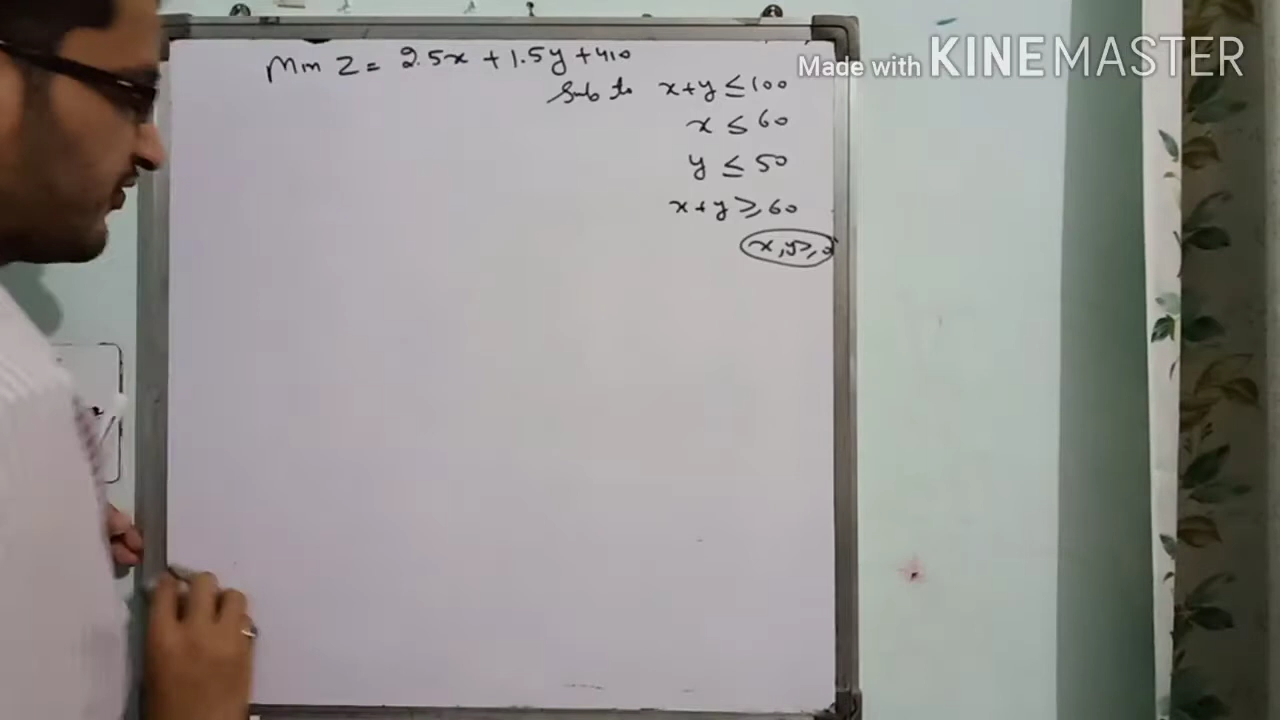 Made with KINEMASTER
Min Z = 2.5x + 1.5y + 410
Sub to x+y ≤ 100
x ≤ 60
y ≤ 50
x+y ≥ 60
x, y ≥, 0